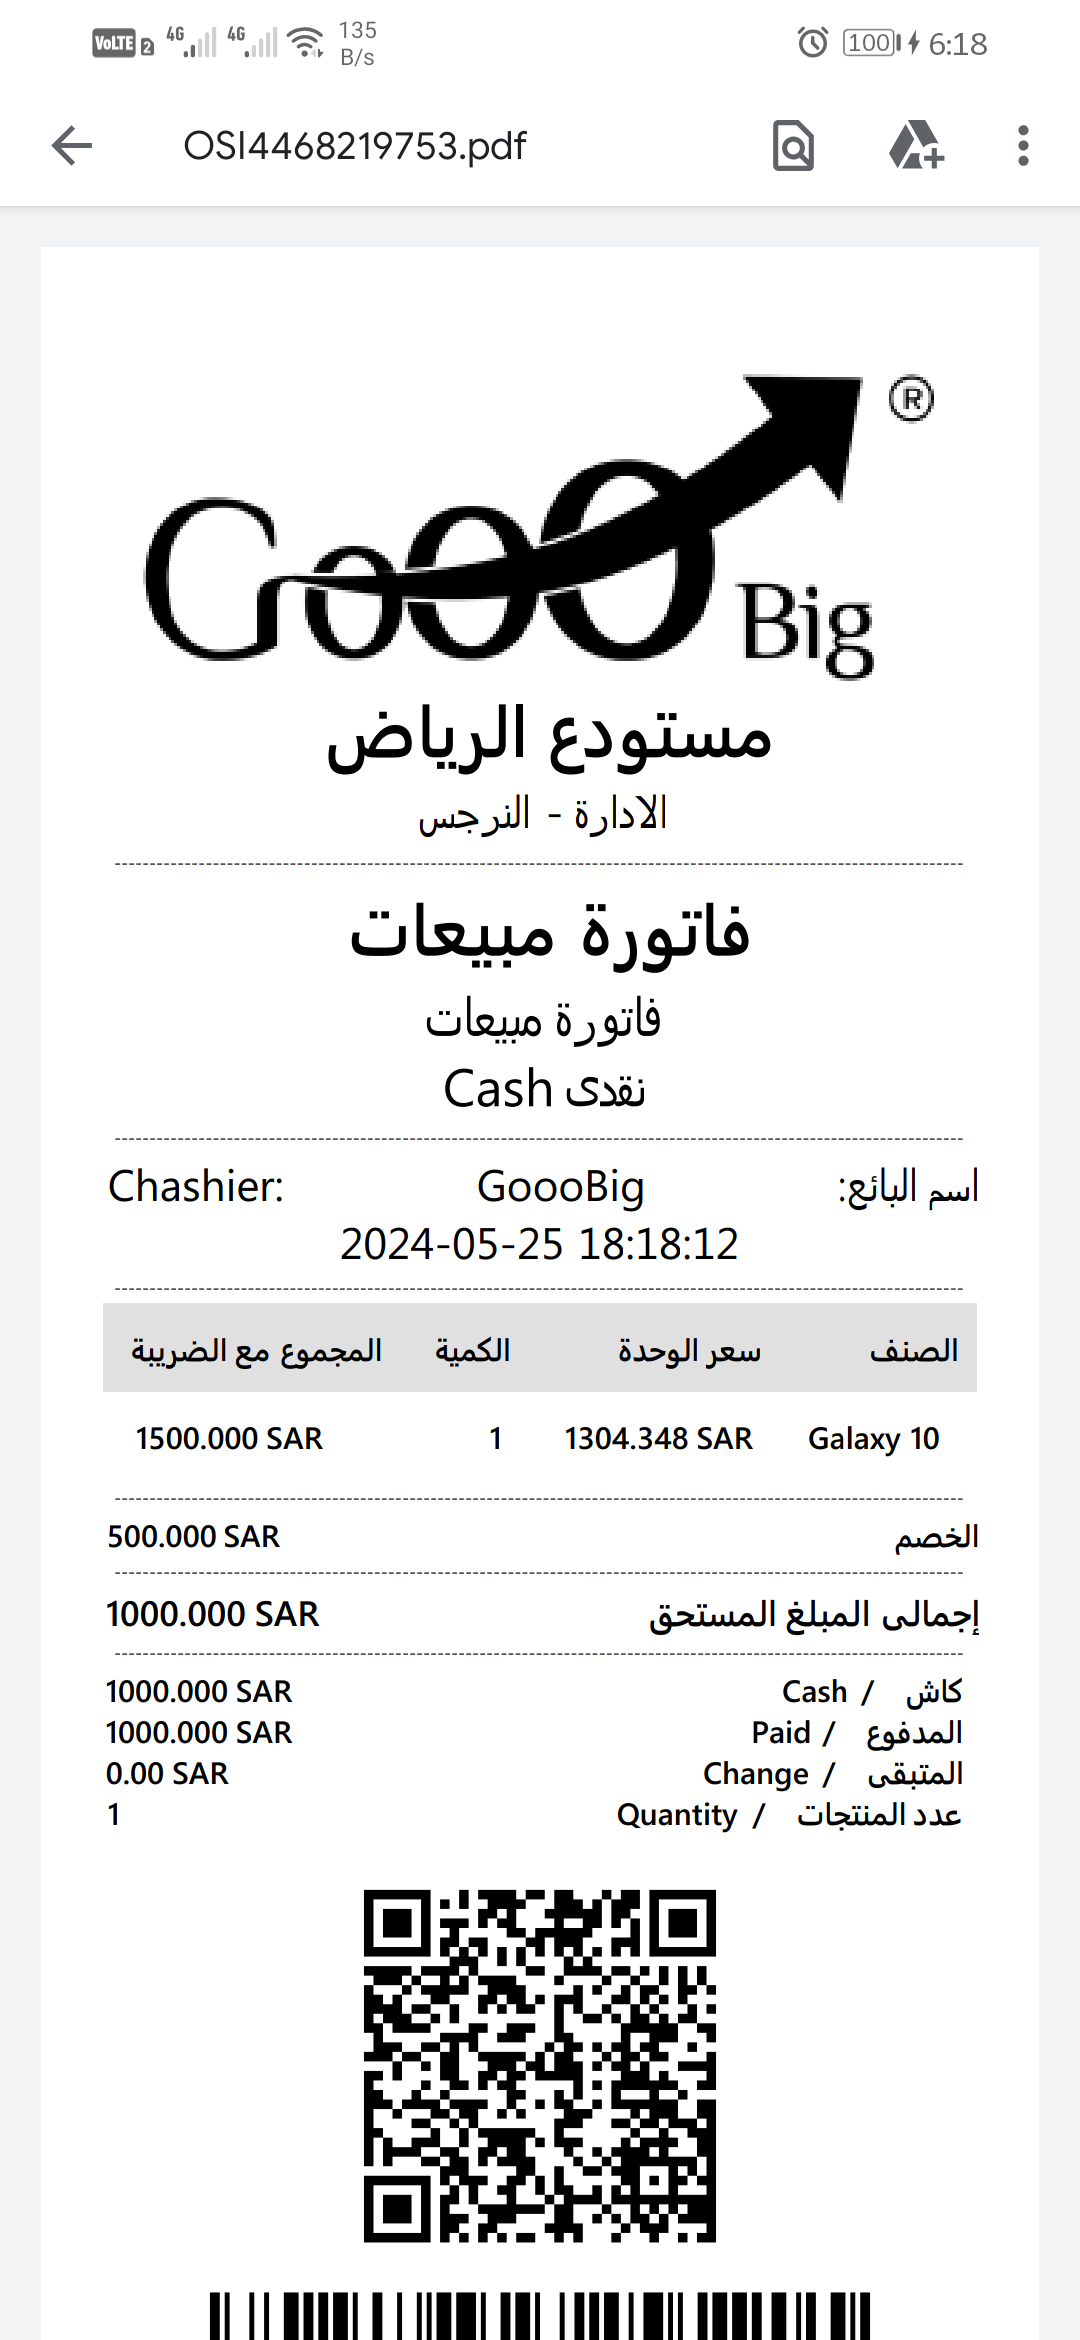 VoLTE 2 4G 4G 135 B/s 100 6:18
OSI4468219753.pdf
GoooBig ®
مستودع الرياض
الادارة - النرجس
فاتورة مبيعات
فاتورة مبيعات
نقدى Cash
Chashier: GoooBig اسم البائع:
2024-05-25 18:18:12
الصنف سعر الوحدة الكمية المجموع مع الضريبة
Galaxy 10 1304.348 SAR 1 1500.000 SAR
الخصم 500.000 SAR
إجمالى المبلغ المستحق 1000.000 SAR
كاش / Cash 1000.000 SAR
المدفوع / Paid 1000.000 SAR
المتبقى / Change 0.00 SAR
عدد المنتجات / Quantity 1